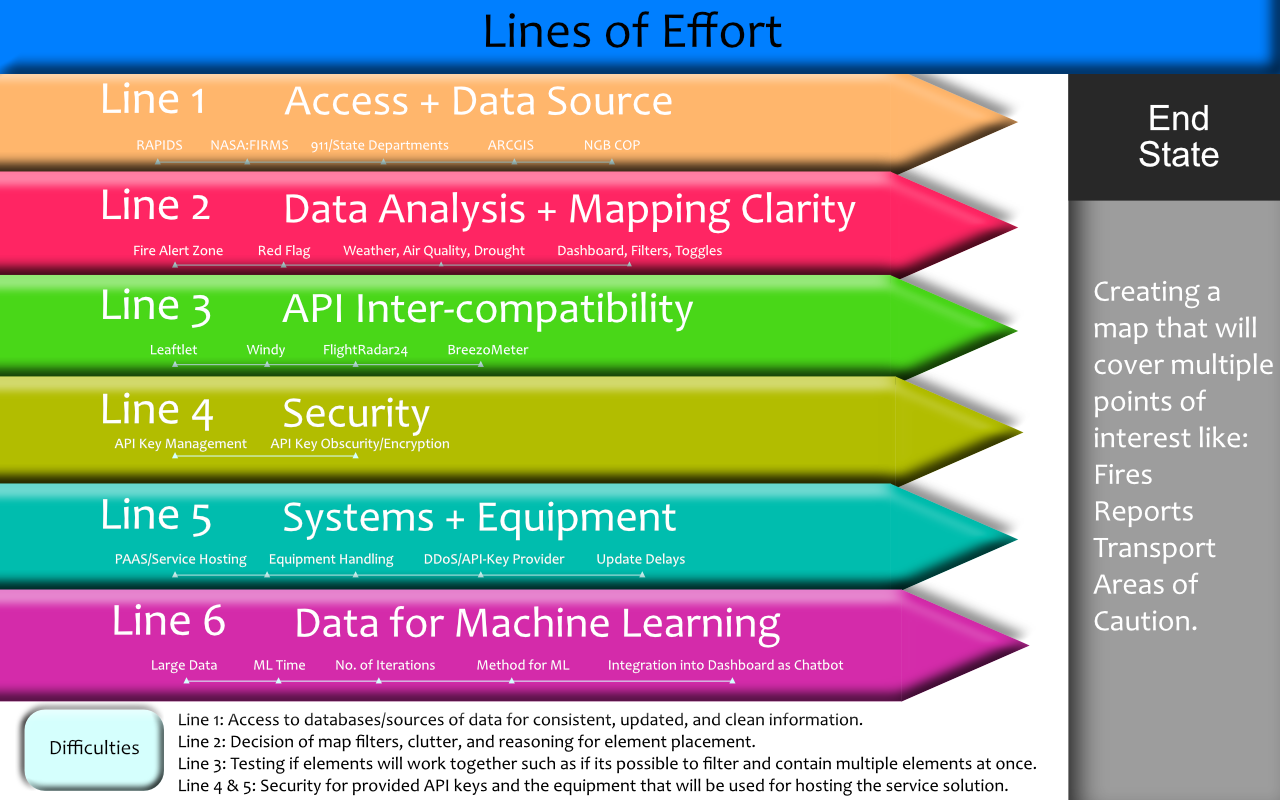 Lines of Effort
Line 1 Access + Data Source
RAPIDS NASA:FIRMS 911/State Departments ARCGIS NGB COP
Line 2 Data Analysis + Mapping Clarity
Fire Alert Zone Red Flag Weather, Air Quality, Drought Dashboard, Filters, Toggles
Line 3 API Inter-compatibility
Leaftlet Windy FlightRadar24 BreezoMeter
Line 4 Security
API Key Management API Key Obscurity/Encryption
Line 5 Systems + Equipment
PAAS/Service Hosting Equipment Handling DDoS/API-Key Provider Update Delays
Line 6 Data for Machine Learning
Large Data ML Time No. of Iterations Method for ML Integration into Dashboard as Chatbot
End
State
Creating a
map that will
cover multiple
points of
interest like:
Fires
Reports
Transport
Areas of
Caution.
Difficulties
Line 1: Access to databases/sources of data for consistent, updated, and clean information.
Line 2: Decision of map filters, clutter, and reasoning for element placement.
Line 3: Testing if elements will work together such as if its possible to filter and contain multiple elements at once.
Line 4 & 5: Security for provided API keys and the equipment that will be used for hosting the service solution.